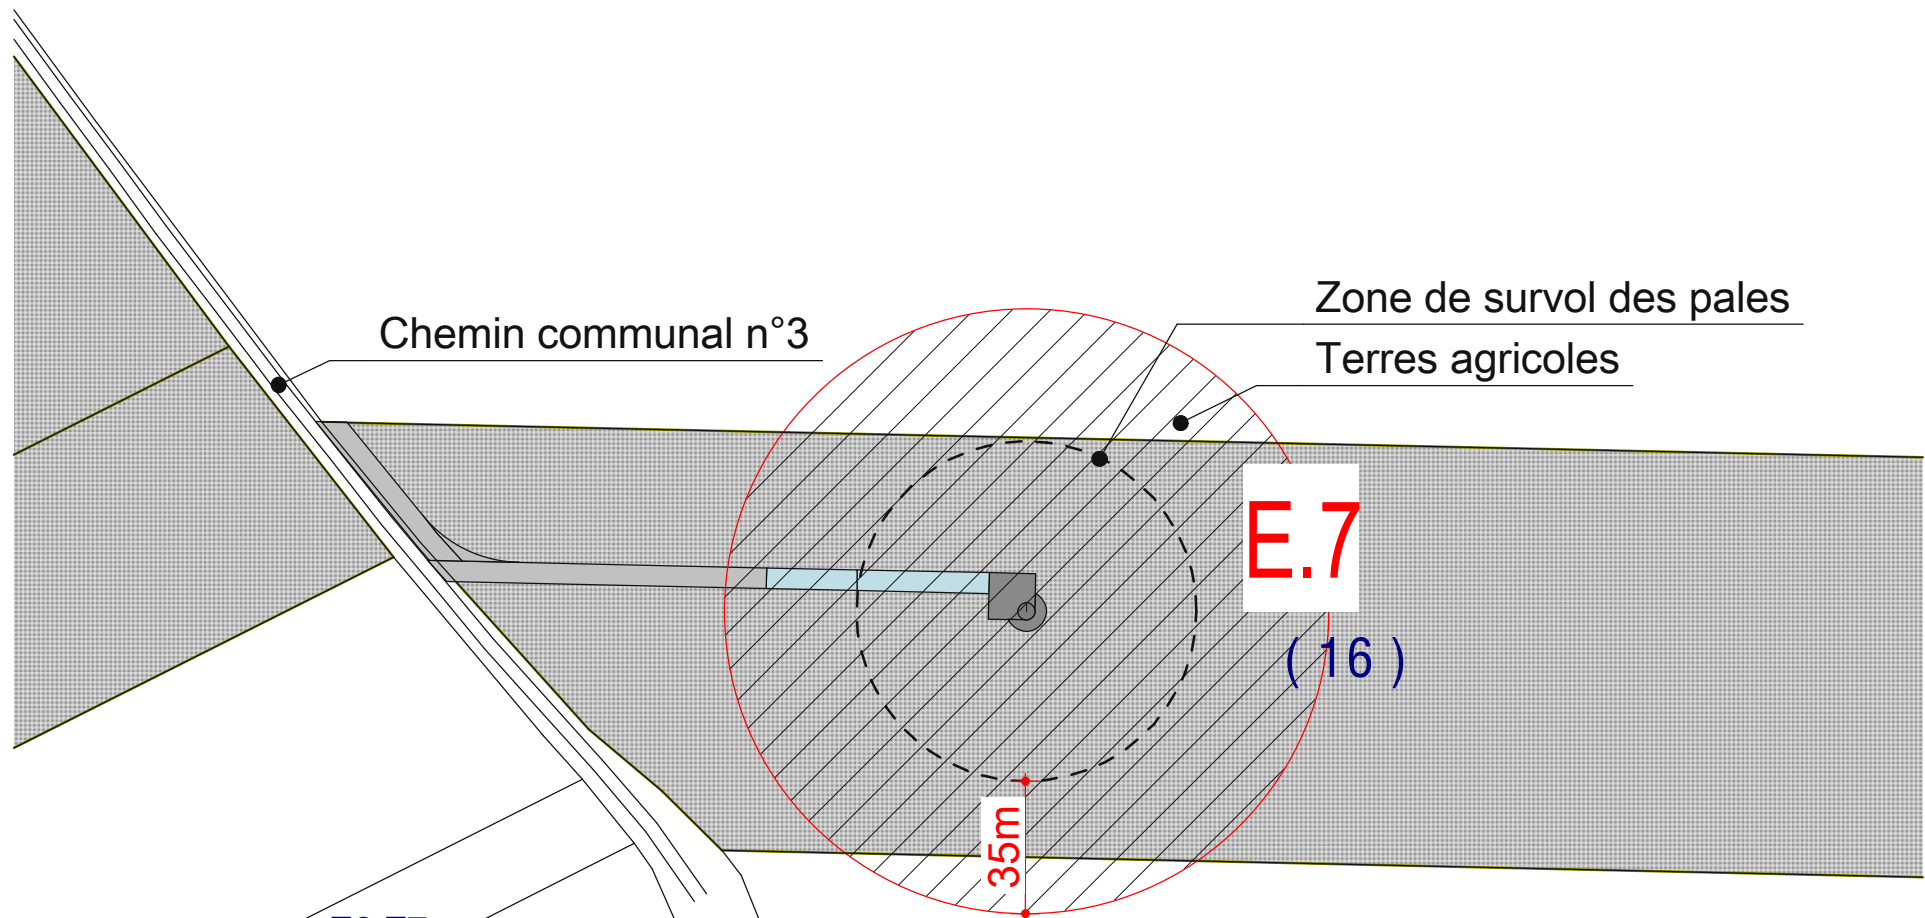 Zone de survol des pales
Chemin communal n°3
Terres agricoles
E.7
( 16 )
35m